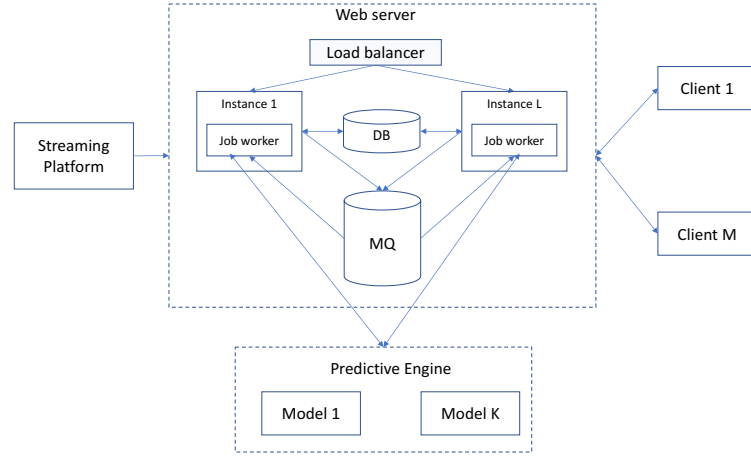 Web server
Load balancer
Instance 1
Instance L
Job worker
DB
Job worker
Streaming
Platform
MQ
Client 1
Client M
Predictive Engine
Model 1
Model K